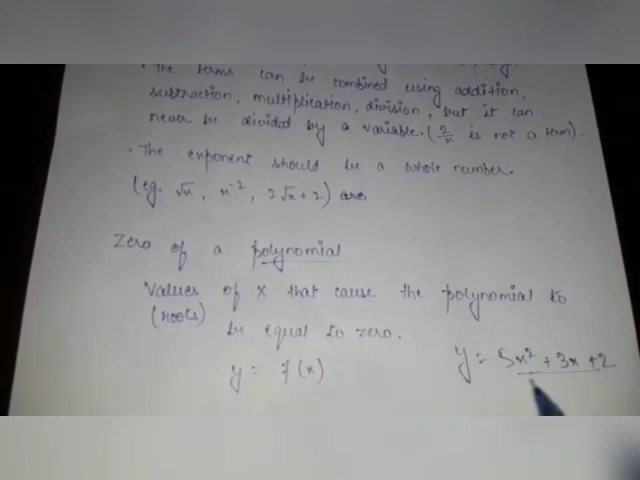 • The terms can be combined using addition,
subtraction, multiplication, division, but it can
never be divided by a variable. (2/x is not a term).
• The exponent should be a whole number.
(eg. √x, x⁻², 2√x + 2) are
Zero of a polynomial
Values of x that cause the polynomial to
(roots)
be equal to zero.
y = f(x)
y = 5x² + 3x + 2